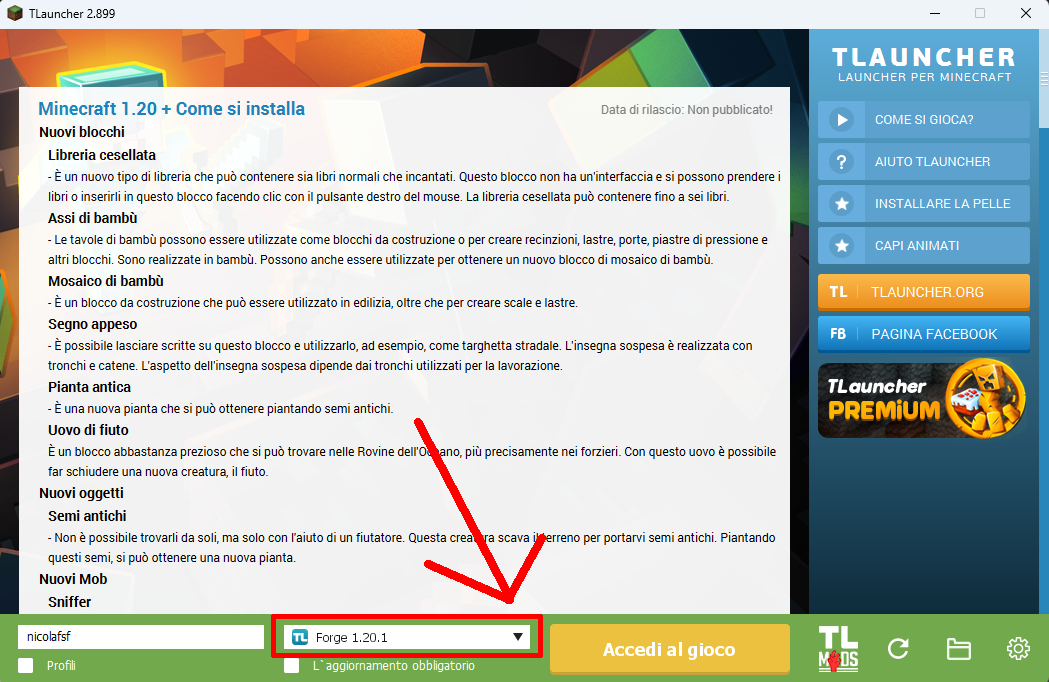 TLauncher 2.899
TLAUNCHER
LAUNCHER PER MINECRAFT
Minecraft 1.20 + Come si installa
Data di rilascio: Non pubblicato!
Nuovi blocchi
Libreria cesellata
- È un nuovo tipo di libreria che può contenere sia libri normali che incantati. Questo blocco non ha un'interfaccia e si possono prendere i
libri o inserirli in questo blocco facendo clic con il pulsante destro del mouse. La libreria cesellata può contenere fino a sei libri.
Assi di bambù
- Le tavole di bambù possono essere utilizzate come blocchi da costruzione o per creare recinzioni, lastre, porte, piastre di pressione e
altri blocchi. Sono realizzate in bambù. Possono anche essere utilizzate per ottenere un nuovo blocco di mosaico di bambù.
Mosaico di bambù
- È un blocco da costruzione che può essere utilizzato in edilizia, oltre che per creare scale e lastre.
Segno appeso
- È possibile lasciare scritte su questo blocco e utilizzarlo, ad esempio, come targhetta stradale. L'insegna sospesa è realizzata con
tronchi e catene. L'aspetto dell'insegna sospesa dipende dai tronchi utilizzati per la lavorazione.
Pianta antica
- È una nuova pianta che si può ottenere piantando semi antichi.
Uovo di fiuto
È un blocco abbastanza prezioso che si può trovare nelle Rovine dell'Oceano, più precisamente nei forzieri. Con questo uovo è possibile
far schiudere una nuova creatura, il fiuto.
Nuovi oggetti
Semi antichi
- Non è possibile trovarli da soli, ma solo con l'aiuto di un fiutatore. Questa creatura scava il terreno per portarvi semi antichi. Piantando
questi semi, si può ottenere una nuova pianta.
Nuovi Mob
Sniffer
COME SI GIOCA?
? AIUTO TLAUNCHER
INSTALLARE LA PELLE
CAPI ANIMATI
TL TLAUNCHER.ORG
FB PAGINA FACEBOOK
TLauncher
PREMIUM
nicolafsf
Profili
TL Forge 1.20.1
L`aggiornamento obbligatorio
Accedi al gioco
TL
MODS